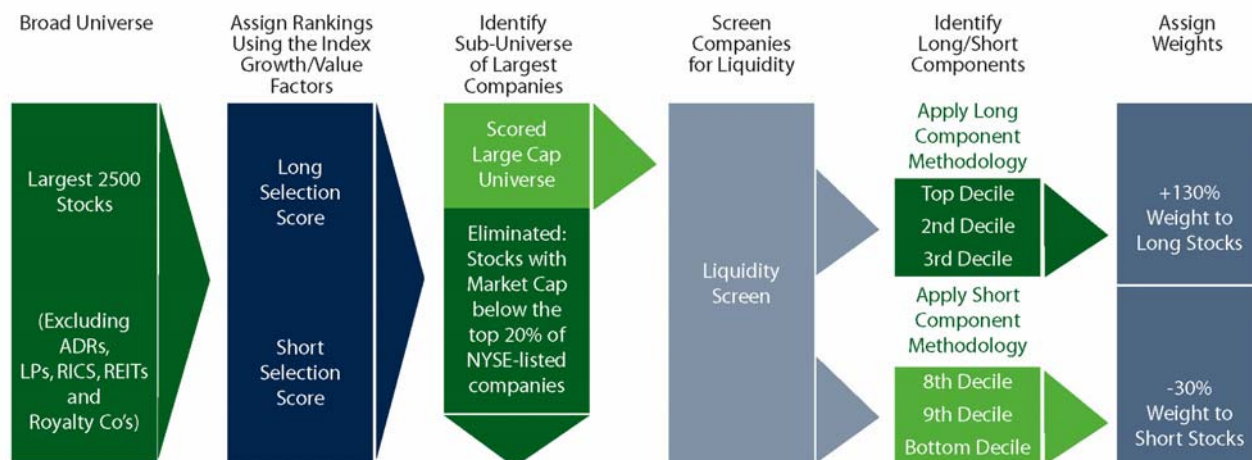 Broad Universe
Largest 2500
Stocks
(Excluding
ADRs,
LPs, RICS, REITs
and
Royalty Co's)
Assign Rankings
Using the Index
Growth/Value
Factors
Long
Selection
Score
Short
Selection
Score
Identify
Sub-Universe
of Largest
Companies
Scored
Large Cap
Universe
Eliminated:
Stocks with
Market Cap
below the
top 20% of
NYSE-listed
companies
Screen
Companies
for Liquidity
Liquidity
Screen
Identify
Long/Short
Components
Apply Long
Component
Methodology
Top Decile
2nd Decile
3rd Decile
Apply Short
Component
Methodology
8th Decile
9th Decile
Bottom Decile
Assign
Weights
+130%
Weight to
Long Stocks
-30%
Weight to
Short Stocks